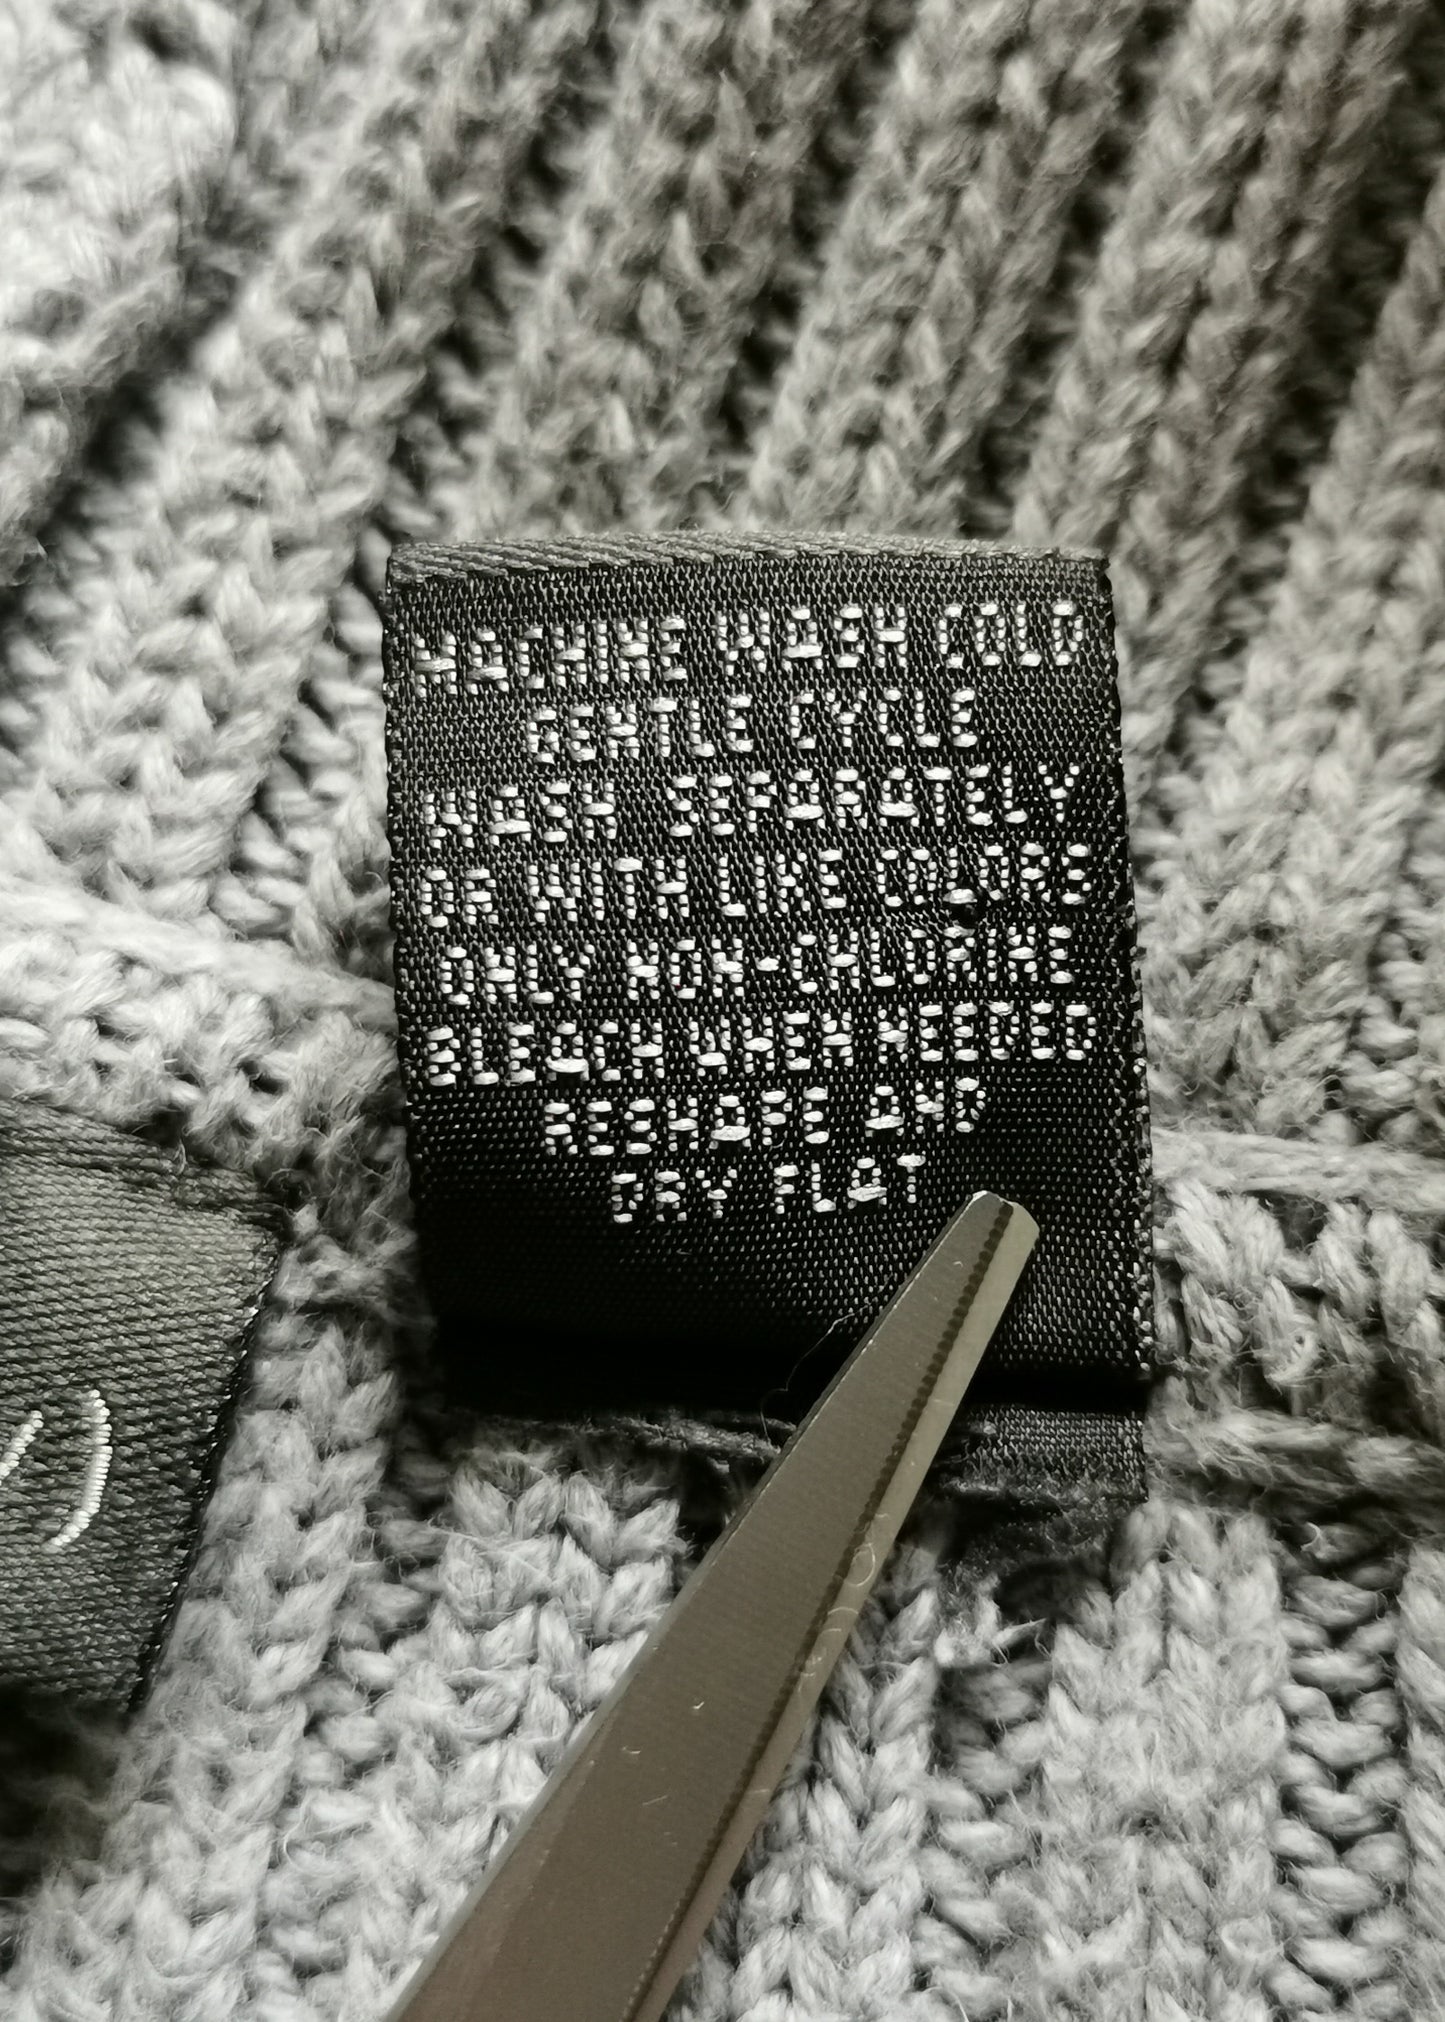 MACHINE WASH COLD
GENTLE CYCLE
WASH SEPARATELY
OR WITH LIKE COLORS
ONLY NON-CHLORINE
BLEACH WHEN NEEDED
RESHAPE AND
DRY FLAT